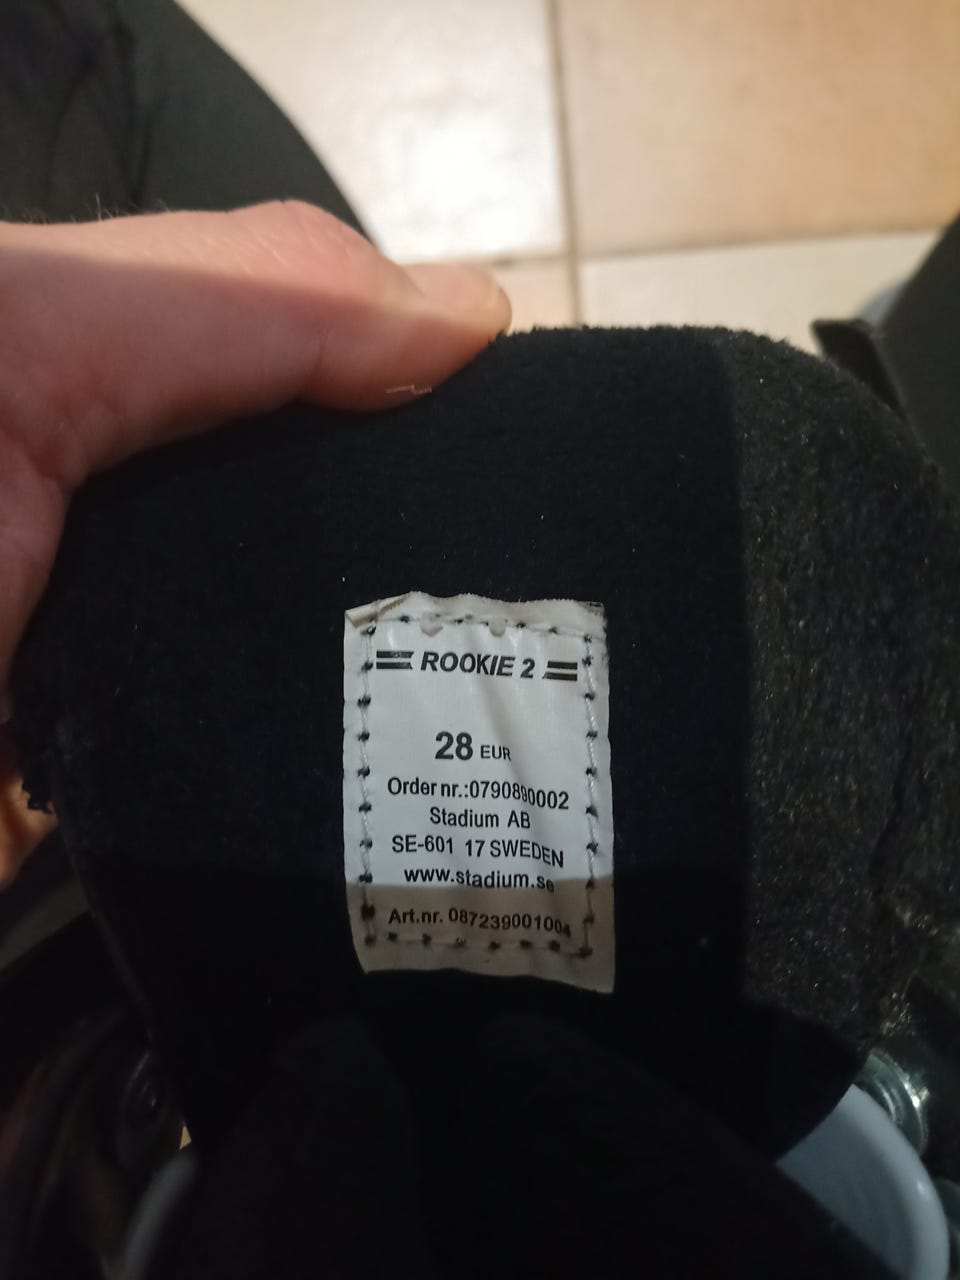 ROOKIE 2
28 EUR
Order nr.:0790890002
Stadium AB
SE-601 17 SWEDEN
www.stadium.se
Art.nr. 087239001004